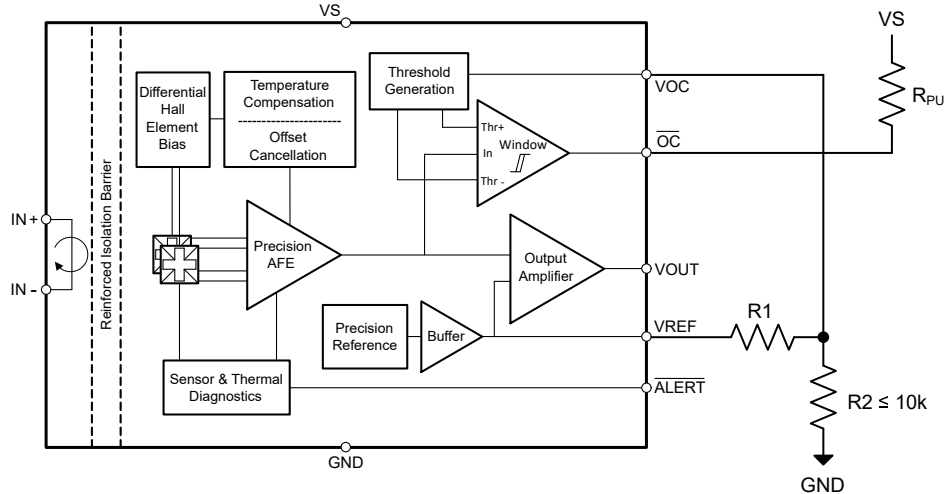 VS
VS
Differential
Hall
Element
Bias
Temperature
Compensation
Offset
Cancellation
Threshold
Generation
VOC
RPU
Thr+
In
Window
Thr -
OC
Reinforced Isolation Barrier
IN+
IN-
Precision
AFE
Output
Amplifier
VOUT
Precision
Reference
Buffer
VREF
R1
Sensor & Thermal
Diagnostics
ALERT
R2 ≤ 10k
GND
GND